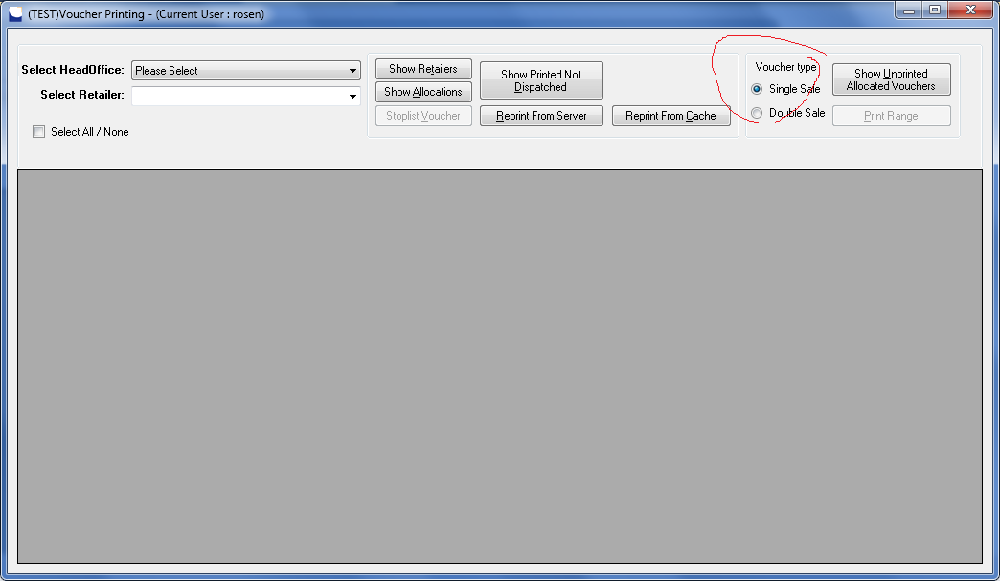 (TEST)Voucher Printing - (Current User : rosen)
Select HeadOffice: Please Select
Select Retailer:
Select All / None
Show Retailers
Show Allocations
Stoplist Voucher
Show Printed Not
Dispatched
Reprint From Server
Reprint From Cache
Voucher type
Single Sale
Double Sale
Show Unprinted
Allocated Vouchers
Print Range